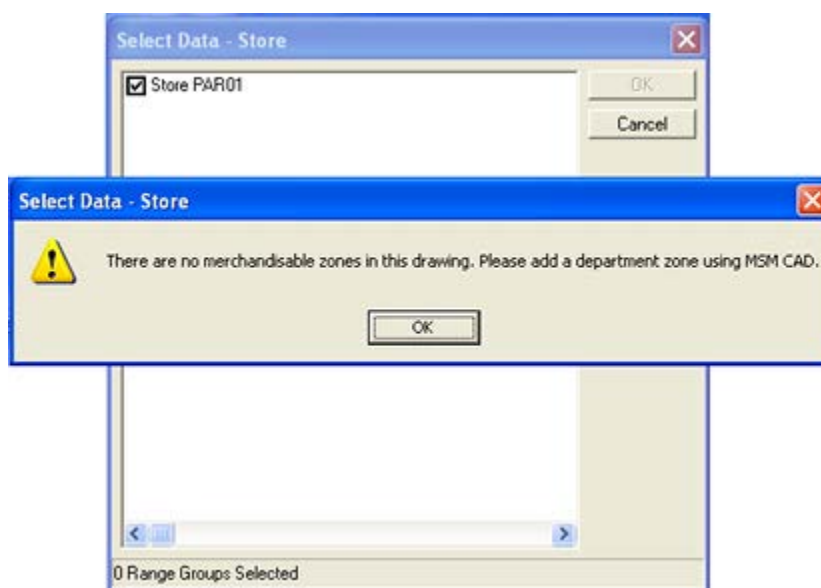 Select Data - Store
Store PAR01
OK
Cancel
Select Data - Store
There are no merchandisable zones in this drawing. Please add a department zone using MSM CAD.
OK
0 Range Groups Selected